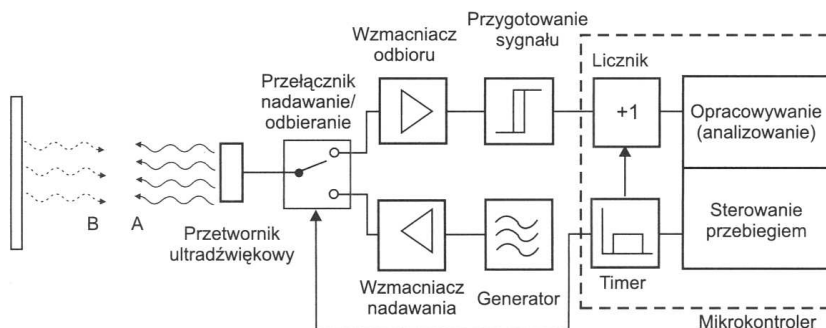 Wzmacniacz
odbioru
Przygotowanie
sygnału
Przełącznik
nadawanie/
odbieranie
Licznik
+1
Opracowywanie
(analizowanie)
B
A
Przetwornik
ultradźwiękowy
Wzmacniacz
nadawania
Generator
Timer
Sterowanie
przebiegiem
Mikrokontroler